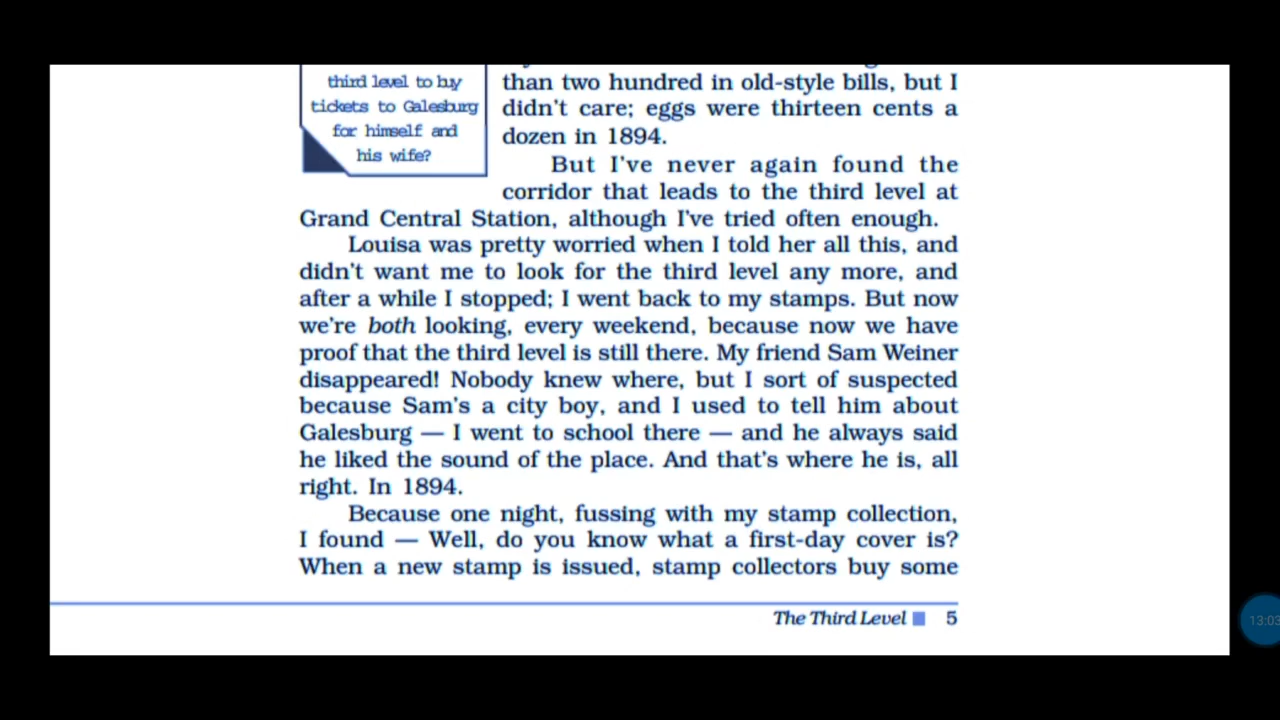 third level to buy
tickets to Galesburg
for himself and
his wife?
than two hundred in old-style bills, but I
didn't care; eggs were thirteen cents a
dozen in 1894.
But I've never again found the
corridor that leads to the third level at
Grand Central Station, although I've tried often enough.
Louisa was pretty worried when I told her all this, and
didn't want me to look for the third level any more, and
after a while I stopped; I went back to my stamps. But now
we're both looking, every weekend, because now we have
proof that the third level is still there. My friend Sam Weiner
disappeared! Nobody knew where, but I sort of suspected
because Sam's a city boy, and I used to tell him about
Galesburg — I went to school there — and he always said
he liked the sound of the place. And that's where he is, all
right. In 1894.
Because one night, fussing with my stamp collection,
I found — Well, do you know what a first-day cover is?
When a new stamp is issued, stamp collectors buy some
The Third Level 5
13:03